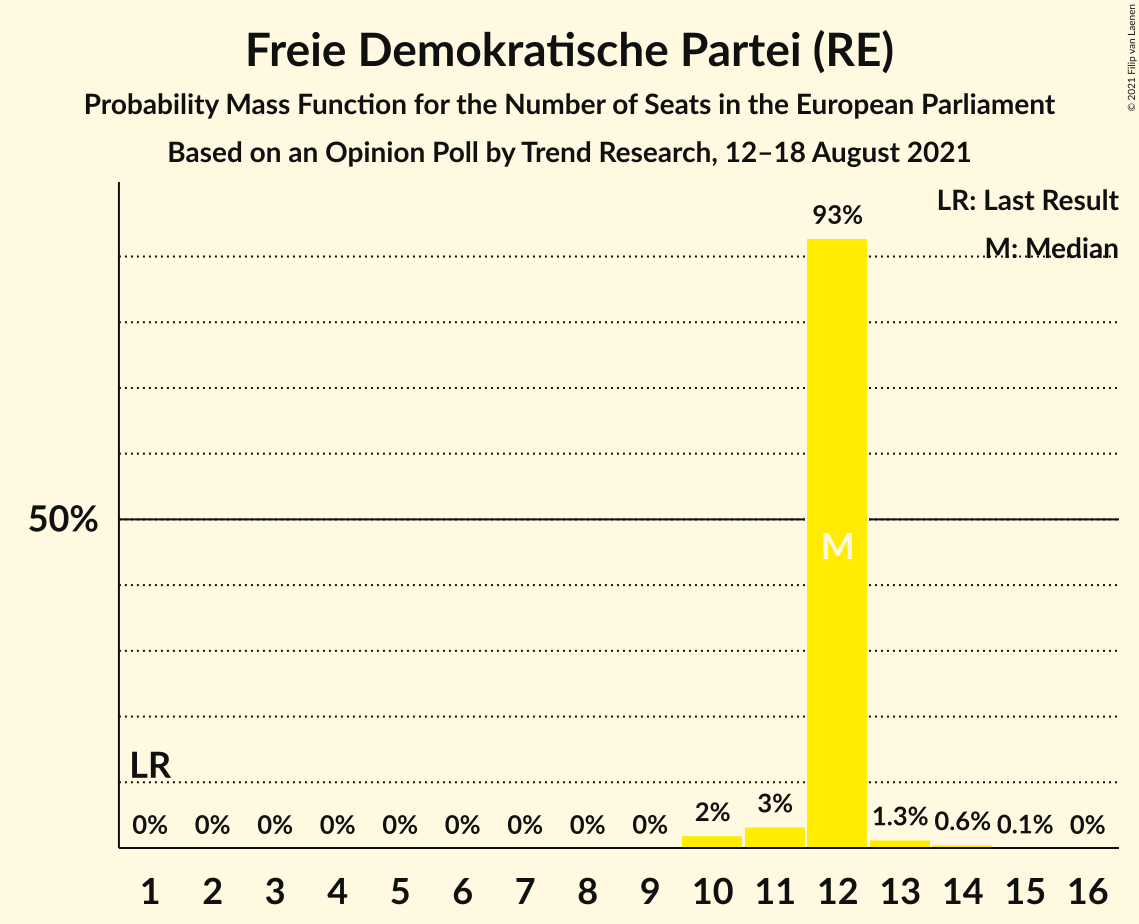 Freie Demokratische Partei (RE)
Probability Mass Function for the Number of Seats in the European Parliament
Based on an Opinion Poll by Trend Research, 12–18 August 2021
© 2021 Filip van Laenen
LR: Last Result
M: Median
93%
50%
M
LR
0% 0% 0% 0% 0% 0% 0% 0% 0% 2% 3% 1.3% 0.6% 0.1% 0%
1 2 3 4 5 6 7 8 9 10 11 12 13 14 15 16